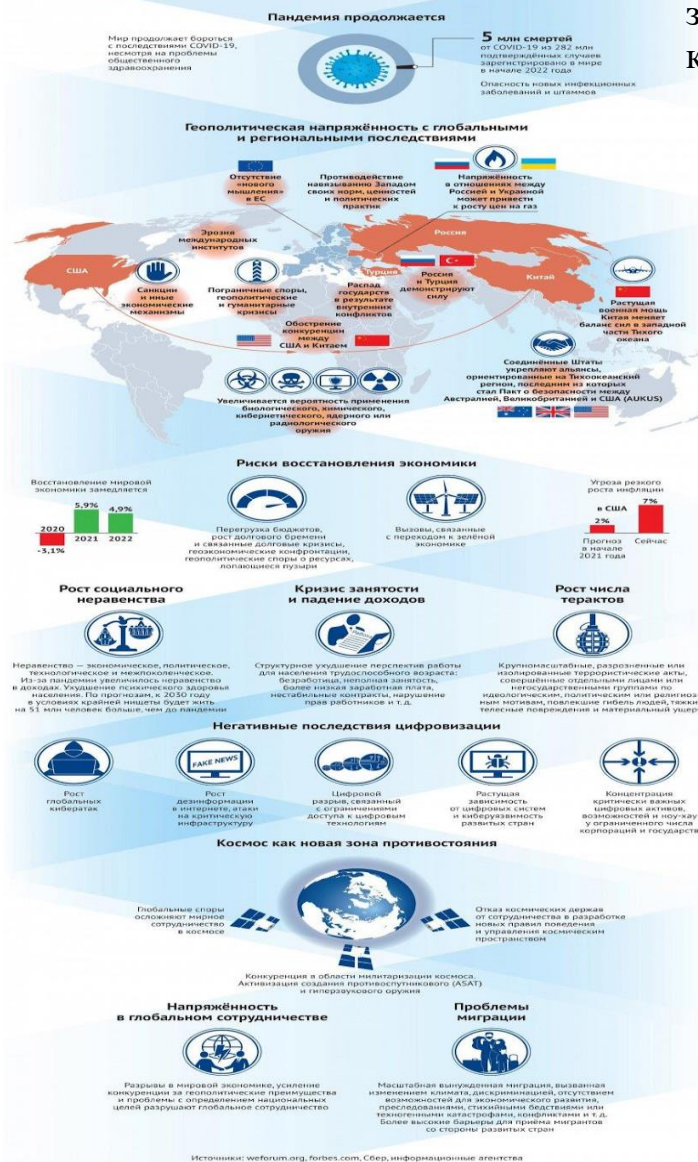 З
К
Пандемия продолжается
Мир продолжает бороться
с последствиями COVID-19,
несмотря на проблемы
общественного
здравоохранения
5 млн смертей
от COVID-19 из 282 млн
подтверждённых случаев
зарегистрировано в мире
в начале 2022 года
Опасность новых инфекционных
заболеваний и штаммов
Геополитическая напряжённость с глобальными
и региональными последствиями
Отсутствие
«нового
мышления»
в ЕС
Противодействие
навязыванию Западом
своих норм, ценностей
и политических
практик
Напряжённость
в отношениях между
Россией и Украиной
может привести
к росту цен на газ
Эрозия
международных
институтов
Россия
США
Турция
Китай
Санкции
и иные
экономические
механизмы
Пограничные споры,
геополитические
и гуманитарные
кризисы
Распад
государств
в результате
внутренних
конфликтов
Россия
и Турция
демонстрируют
силу
Растущая
военная мощь
Китая меняет
баланс сил в западной
части Тихого
океана
Обострение
конкуренции
между
США и Китаем
Соединённые Штаты
укрепляют альянсы,
ориентированные на Тихоокеанский
регион, последним из которых
стал Пакт о безопасности между
Австралией, Великобританией и США (AUKUS)
Увеличивается вероятность применения
биологического, химического,
кибернетического, ядерного или
радиологического
оружия
Риски восстановления экономики
Восстановление мировой
экономики замедляется
5,9%
4,9%
2020
2021
2022
-3,1%
Перегрузка бюджетов,
рост долгового бремени
и связанные долговые кризисы,
геоэкономические конфронтации,
геополитические споры о ресурсах,
лопающиеся пузыри
Вызовы, связанные
с переходом к зелёной
экономике
Угроза резкого
роста инфляции
7%
в США
2%
Прогноз
в начале
2021 года
Сейчас
Рост социального
неравенства
Неравенство — экономическое, политическое,
технологическое и межпоколенческое.
Из-за пандемии увеличилось неравенство
в доходах. Ухудшение психического здоровья
населения. По прогнозам, к 2030 году
в условиях крайней нищеты будет жить
на 51 млн человек больше, чем до пандемии
Кризис занятости
и падение доходов
Структурное ухудшение перспектив работы
для населения трудоспособного возраста:
безработица, неполная занятость,
более низкая заработная плата,
нестабильные контракты, нарушение
прав работников и т.д.
Рост числа
терактов
Крупномасштабные, разрозненные или
изолированные террористические акты,
совершённые отдельными лицами или
негосударственными группами по
идеологическим, политическим или религиоз-
ным мотивам, повлекшие гибель людей, тяжки
телесные повреждения и материальный ущер
Негативные последствия цифровизации
FAKE NEWS
Рост
глобальных
кибератак
Рост
дезинформации
в интернете, атаки
на критическую
инфраструктуру
Цифровой
разрыв, связанный
с ограничениями
доступа к цифровым
технологиям
Растущая
зависимость
от цифровых систем
и киберуязвимость
развитых стран
Концентрация
критически важных
цифровых активов,
возможностей и ноу-хау
у ограниченного числа
корпораций и государств
Космос как новая зона противостояния
Глобальные споры
осложняют мирное
сотрудничество
в космосе
Отказ космических держав
от сотрудничества в разработке
новых правил поведения
и управления космическим
пространством
Конкуренция в области милитаризации космоса.
Активизация создания противоспутникового (ASAT)
и гиперзвукового оружия
Напряжённость
в глобальном сотрудничестве
Разрывы в мировой экономике, усиление
конкуренции за геополитические преимущества
и проблемы с определением национальных
целей разрушают глобальное сотрудничество
Проблемы
миграции
Масштабная вынужденная миграция, вызванная
изменением климата, дискриминацией, отсутствием
возможностей для экономического развития,
преследованиями, стихийными бедствиями или
техногенными катастрофами, конфликтами и т.д.
Более высокие барьеры для приёма мигрантов
со стороны развитых стран
Источники: weforum.org, forbes.com, Сбер, информационные агентства